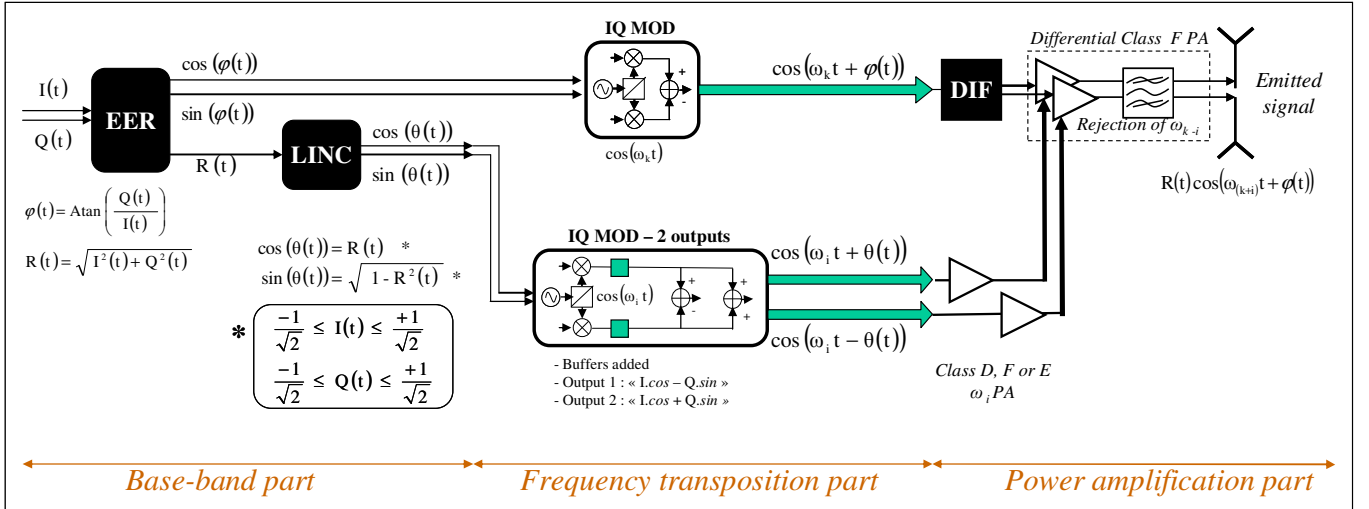 IQ MOD
Differential Class F PA
I(t)
Q(t)
EER
cos(φ(t))
sin(φ(t))
R(t)
LINC
cos(θ(t))
sin(θ(t))
+
-
cos(ω_k t)
cos(ω_k t + φ(t))
DIF
Rejection of ω_{k-i}
Emitted
signal
R(t)cos(ω_{(k+i)} t + φ(t))
φ(t) = Atan(Q(t)/I(t))
R(t) = √(I²(t) + Q²(t))
cos(θ(t)) = R(t) *
sin(θ(t)) = √(1 - R²(t)) *
* -1/√2 ≤ I(t) ≤ +1/√2
-1/√2 ≤ Q(t) ≤ +1/√2
IQ MOD – 2 outputs
cos(ω_i t)
+
-
+
+
cos(ω_i t + θ(t))
cos(ω_i t − θ(t))
- Buffers added
- Output 1 : « I.cos – Q.sin »
- Output 2 : « I.cos + Q.sin »
Class D, F or E
ω_i PA
Base-band part
Frequency transposition part
Power amplification part